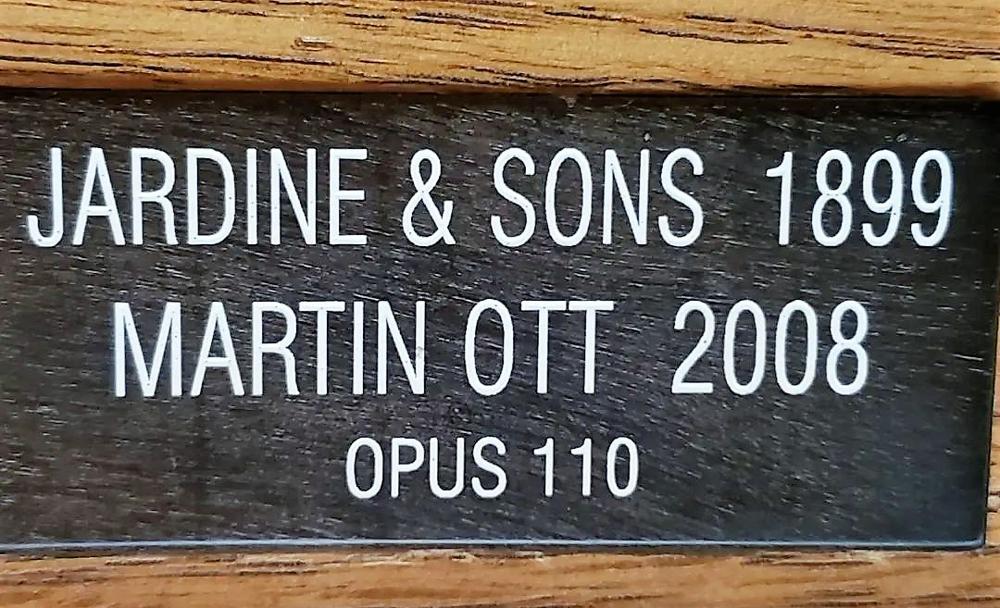 JARDINE & SONS 1899
MARTIN OTT 2008
OPUS 110